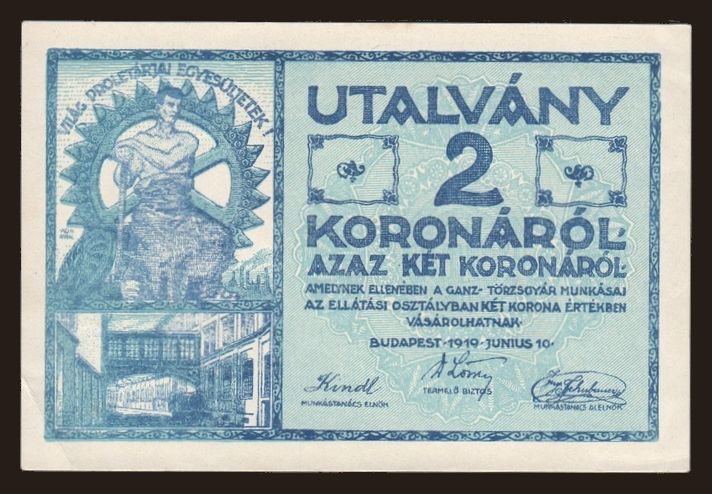 VILÁG PROLETÁRJAI EGYESÜLJETEK!
UTALVÁNY
2
KORONÁRÓL
AZAZ KÉT KORONÁRÓL
AMELYNEK ELLENÉBEN A GANZ-TÖRZSGYÁR MUNKÁSAI
AZ ELLÁTÁSI OSZTÁLYBAN KÉT KORONA ÉRTÉKBEN
VÁSÁROLHATNAK.
BUDAPEST·1919·JUNIUS 10·
Kindl
MUNKÁSTANÁCS ELNÖK
TERMELŐ BIZTOS
MUNKÁSTANÁCS ALELNÖK